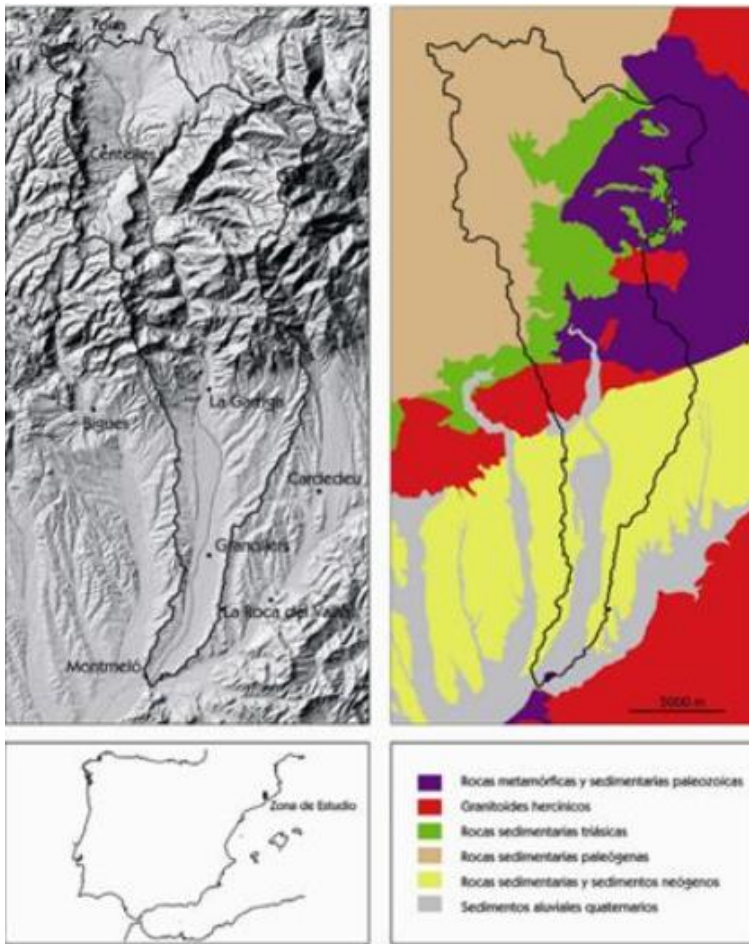 Centelles
La Garriga
Bigues
Cardedeu
Granollers
La Roca del Vallès
Montmeló
5000 m
Zona de Estudio
Rocas metamórficas y sedimentarias paleozoicas
Granitoides hercínicos
Rocas sedimentarias triásicas
Rocas sedimentarias paleógenas
Rocas sedimentarias y sedimentos neógenos
Sedimentos aluviales quaternarios